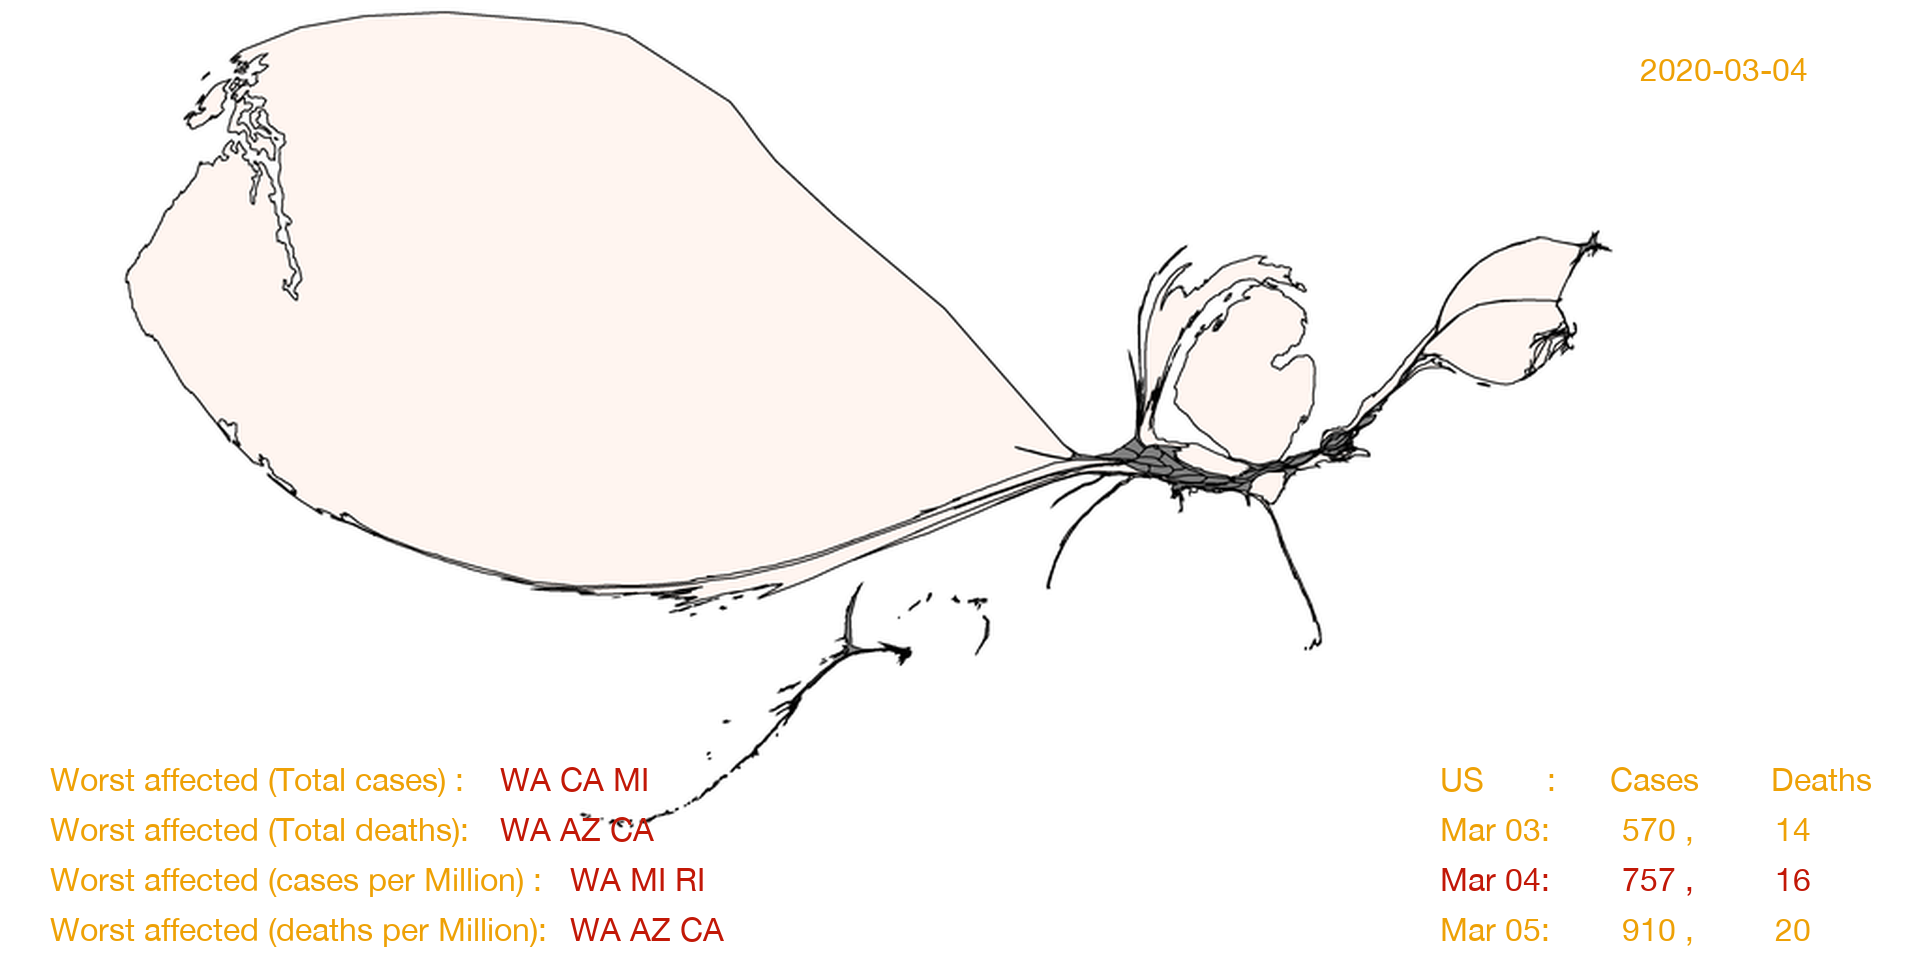 2020-03-04
Worst affected (Total cases) : WA CA MI
Worst affected (Total deaths): WA AZ CA
Worst affected (cases per Million) : WA MI RI
Worst affected (deaths per Million): WA AZ CA
US : Cases Deaths
Mar 03: 570 , 14
Mar 04: 757 , 16
Mar 05: 910 , 20